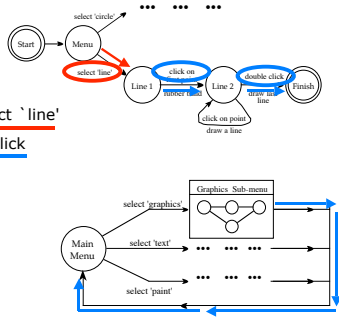 select 'circle'
Start
Menu
select 'line'
Line 1
click on
rubber band
Line 2
double click
draw last
line
Finish
click on point
draw a line
ct `line'
lick
Graphics Sub-menu
select 'graphics'
Main
Menu
select 'text'
select 'paint'